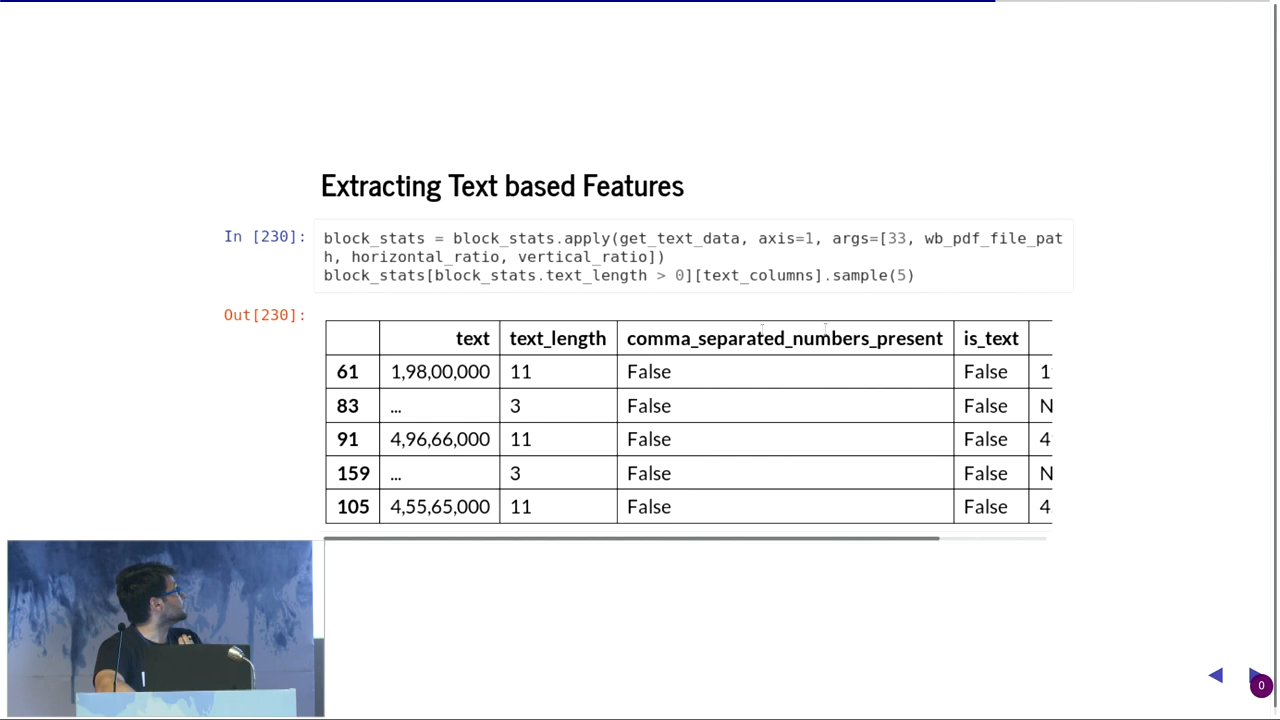 Extracting Text based Features
In [230]:
block_stats = block_stats.apply(get_text_data, axis=1, args=[33, wb_pdf_file_pat
h, horizontal_ratio, vertical_ratio])
block_stats[block_stats.text_length > 0][text_columns].sample(5)
Out[230]:
text text_length comma_separated_numbers_present is_text
61 1,98,00,000 11 False False 1
83 ... 3 False False N
91 4,96,66,000 11 False False 4
159 ... 3 False False N
105 4,55,65,000 11 False False 4
0